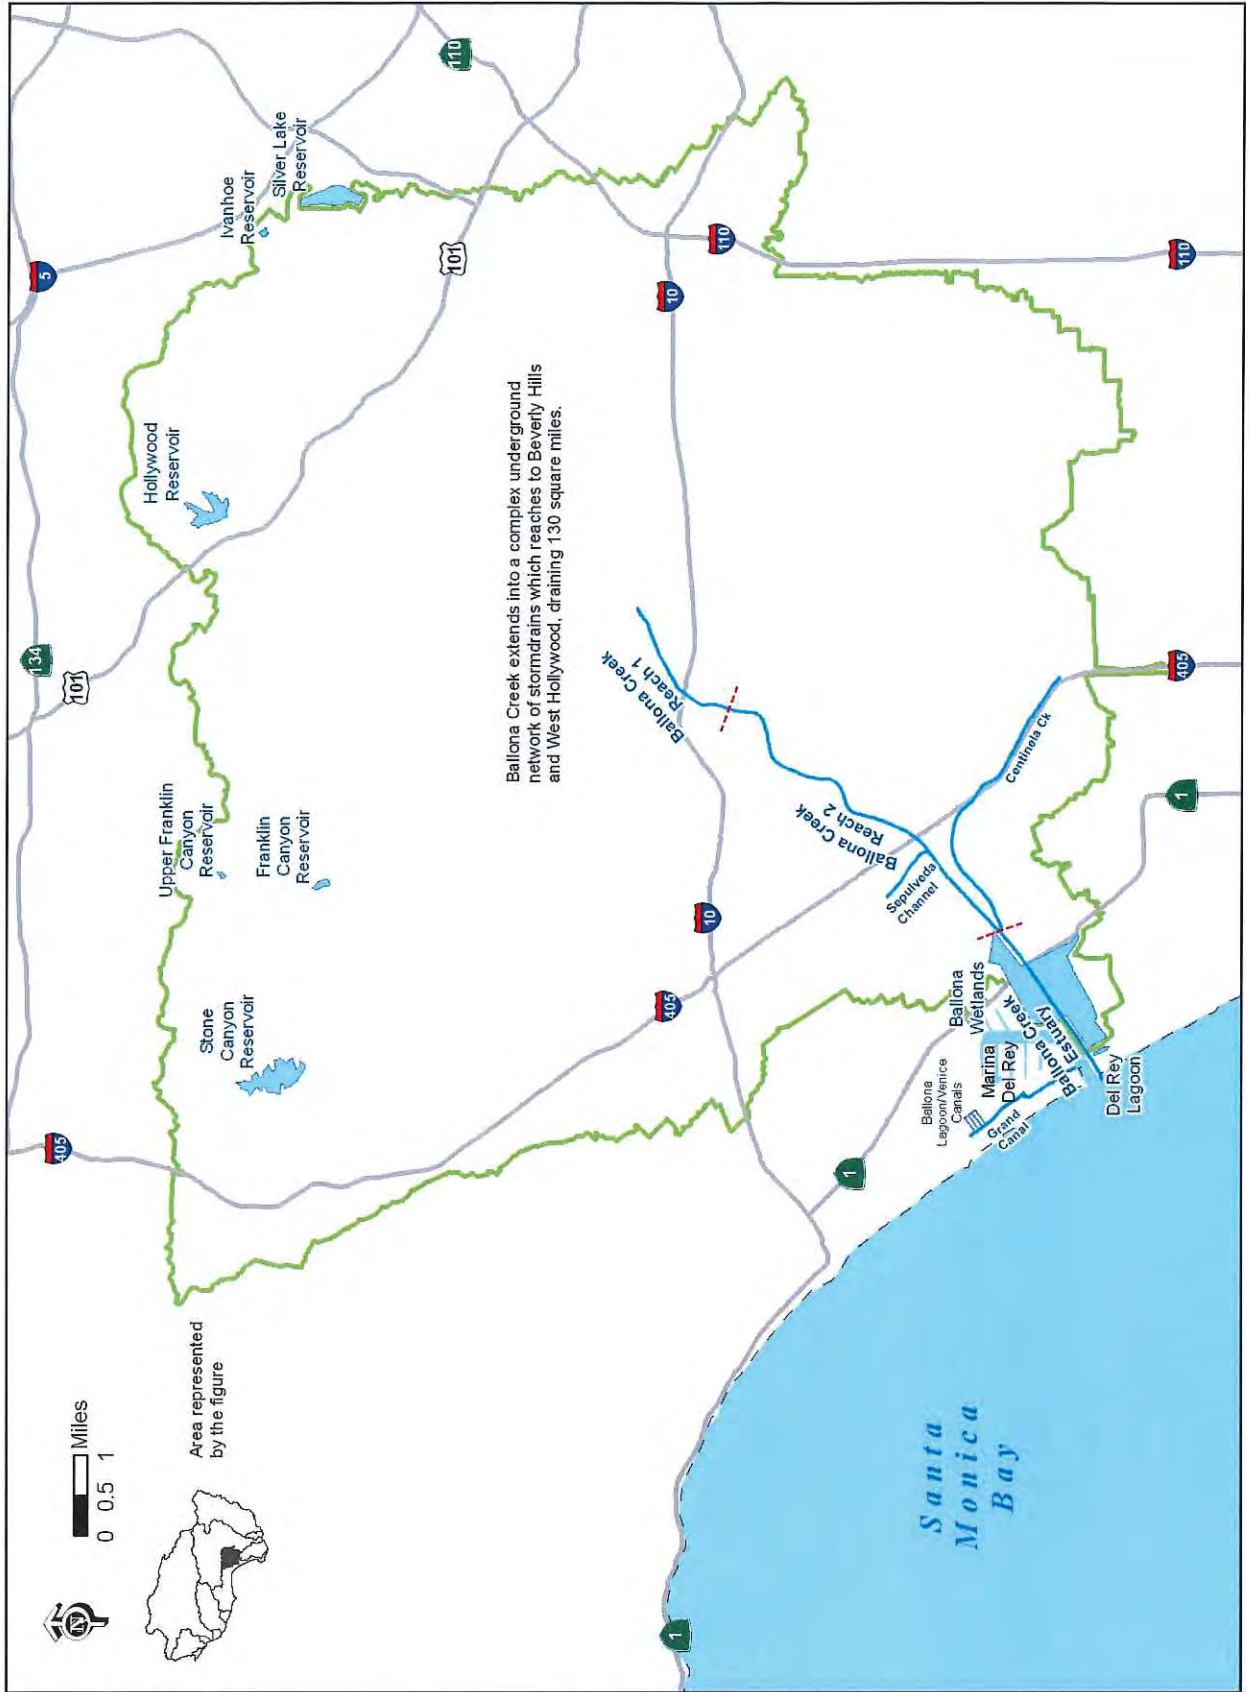 N
0 0.5 1
Miles
Area represented
by the figure
405
134
101
5
110
Stone
Canyon
Reservoir
Upper Franklin
Canyon
Reservoir
Franklin
Canyon
Reservoir
Hollywood
Reservoir
Ivanhoe
Reservoir
Silver Lake
Reservoir
101
Ballona Creek extends into a complex underground
network of stormdrains which reaches to Beverly Hills
and West Hollywood, draining 130 square miles.
1
405
10
10
110
Ballona Creek
Reach 1
Ballona Creek
Reach 2
1
Sepulveda
Channel
Centinela Ck
Ballona
Wetlands
Ballona
Lagoon/Venice
Canals
Marina
Del Rey
Grand
Canal
Ballona Creek
Estuary
Del Rey
Lagoon
1
405
110
Santa
Monica
Bay